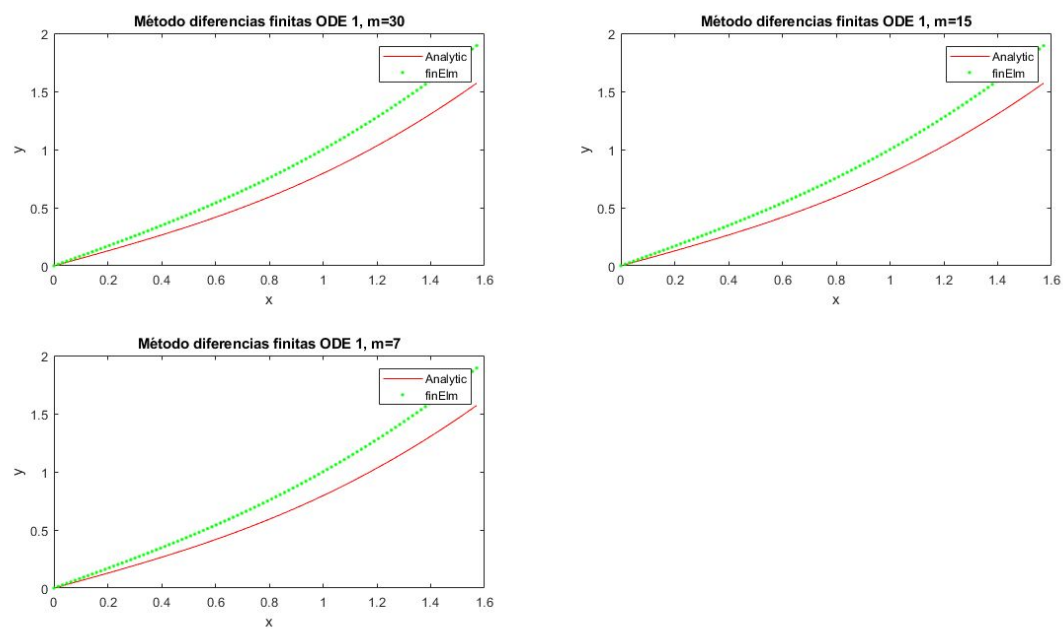 Método diferencias finitas ODE 1, m=30
2
1.5
1
0.5
0
y
Analytic
finElm
0
0.2
0.4
0.6
0.8
1
1.2
1.4
1.6
x
Método diferencias finitas ODE 1, m=15
2
1.5
1
0.5
0
y
Analytic
finElm
0
0.2
0.4
0.6
0.8
1
1.2
1.4
1.6
x
Método diferencias finitas ODE 1, m=7
2
1.5
1
0.5
0
y
Analytic
finElm
0
0.2
0.4
0.6
0.8
1
1.2
1.4
1.6
x